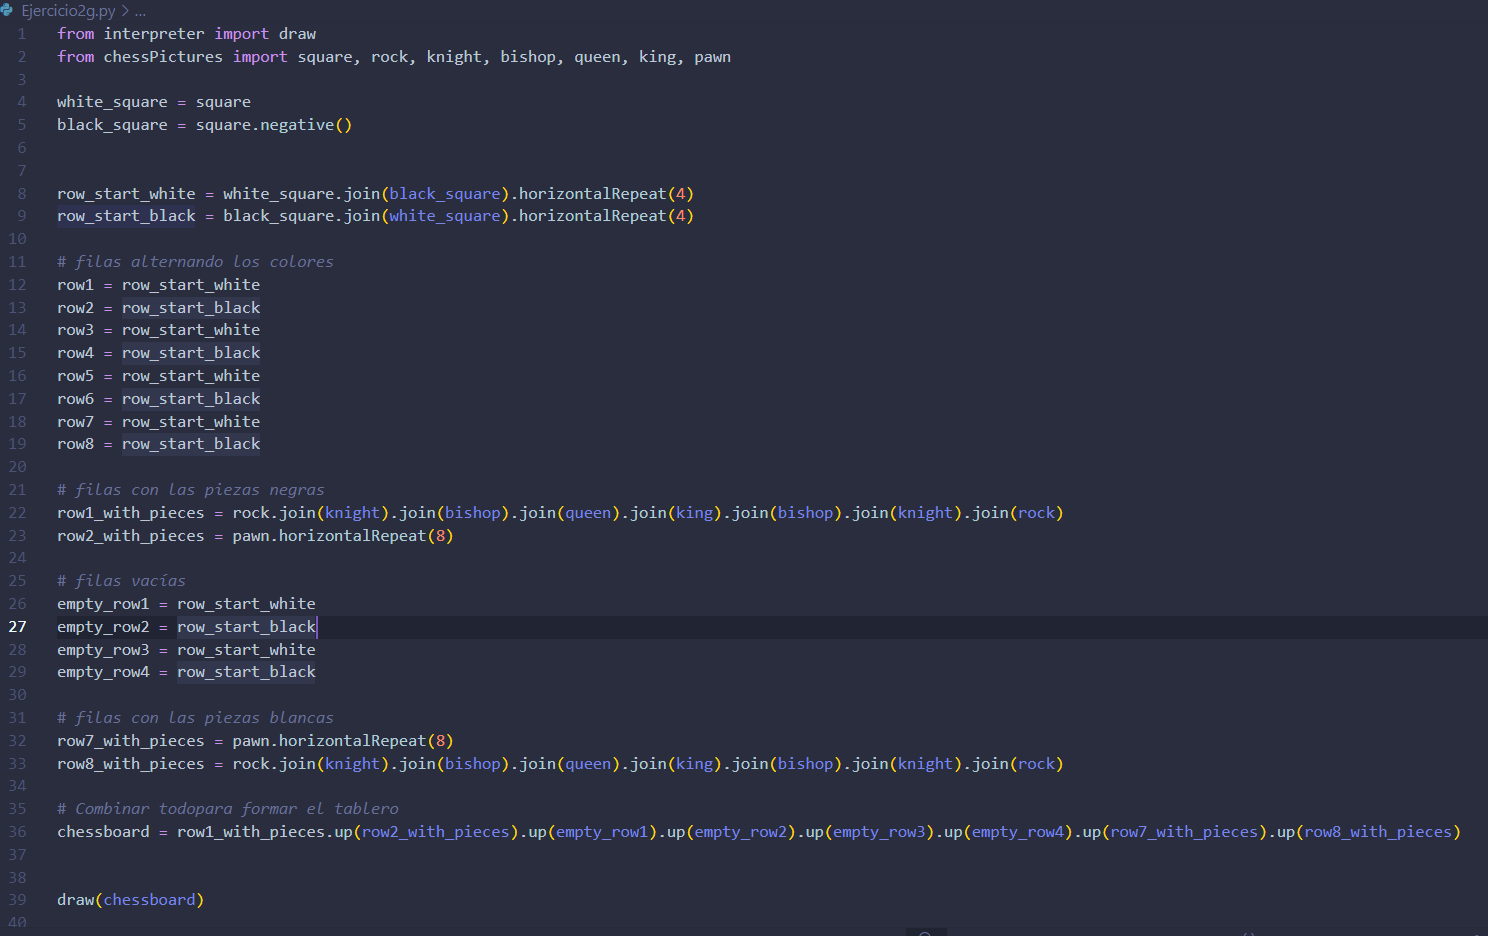 Ejercicio2g.py > ...
1 from interpreter import draw
2 from chessPictures import square, rock, knight, bishop, queen, king, pawn
3
4 white_square = square
5 black_square = square.negative()
6
7
8 row_start_white = white_square.join(black_square).horizontalRepeat(4)
9 row_start_black = black_square.join(white_square).horizontalRepeat(4)
10
11 # filas alternando los colores
12 row1 = row_start_white
13 row2 = row_start_black
14 row3 = row_start_white
15 row4 = row_start_black
16 row5 = row_start_white
17 row6 = row_start_black
18 row7 = row_start_white
19 row8 = row_start_black
20
21 # filas con las piezas negras
22 row1_with_pieces = rock.join(knight).join(bishop).join(queen).join(king).join(bishop).join(knight).join(rock)
23 row2_with_pieces = pawn.horizontalRepeat(8)
24
25 # filas vacías
26 empty_row1 = row_start_white
27 empty_row2 = row_start_black
28 empty_row3 = row_start_white
29 empty_row4 = row_start_black
30
31 # filas con las piezas blancas
32 row7_with_pieces = pawn.horizontalRepeat(8)
33 row8_with_pieces = rock.join(knight).join(bishop).join(queen).join(king).join(bishop).join(knight).join(rock)
34
35 # Combinar todopara formar el tablero
36 chessboard = row1_with_pieces.up(row2_with_pieces).up(empty_row1).up(empty_row2).up(empty_row3).up(empty_row4).up(row7_with_pieces).up(row8_with_pieces)
37
38
39 draw(chessboard)
40